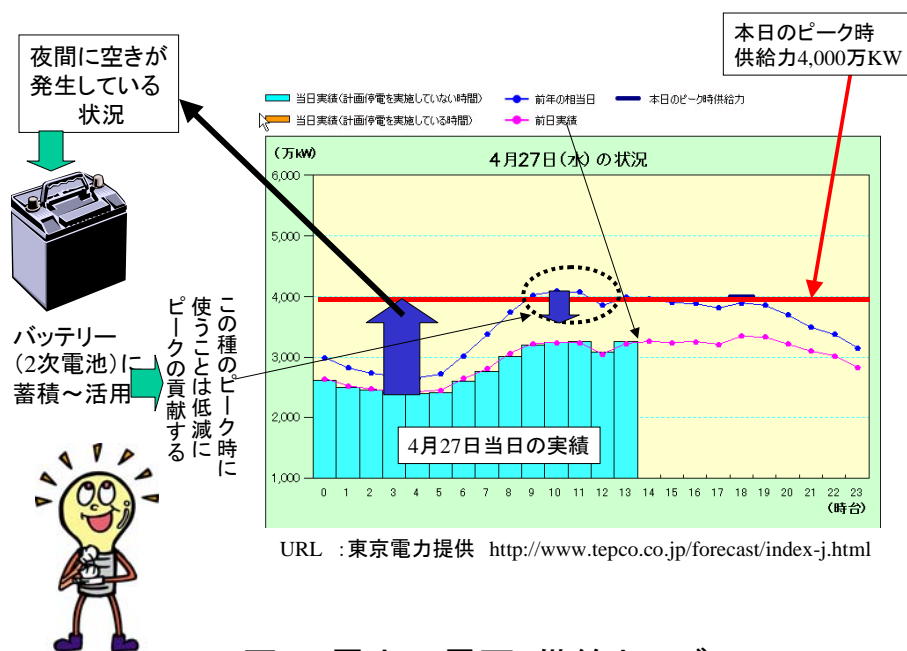 夜間に空きが
発生している
状況
本日のピーク時
供給力4,000万KW
当日実績(計画停電を実施していない時間)
前年の相当日
本日のピーク時供給力
当日実績(計画停電を実施している時間)
前日実績
(万kW)
4月27日(水)の状況
6,000
5,000
4,000
3,000
2,000
1,000
0 1 2 3 4 5 6 7 8 9 10 11 12 13 14 15 16 17 18 19 20 21 22 23
(時台)
4月27日当日の実績
バッテリー
(2次電池)に
蓄積~活用
この種のピーク時に
使うことは低減に
ピークの貢献する
URL :東京電力提供 http://www.tepco.co.jp/forecast/index-j.html